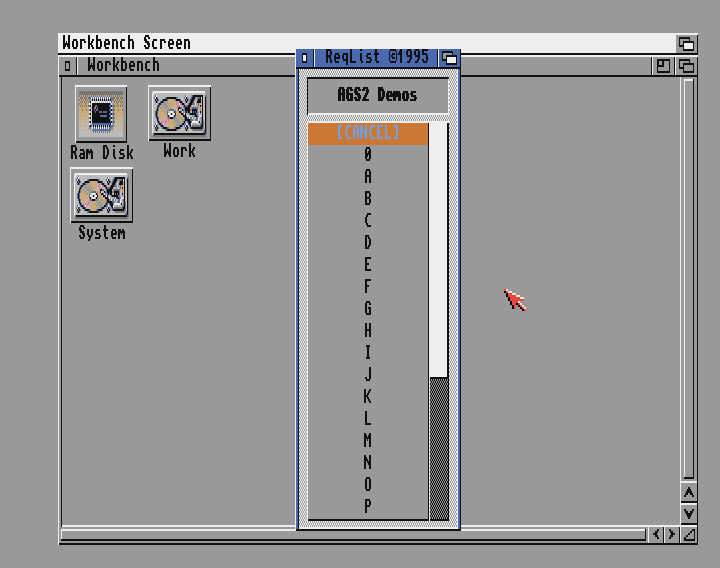 Workbench Screen
Workbench
ReqList ©1995
AGS2 Demos
[CANCEL]
0
A
B
C
D
E
F
G
H
I
J
K
L
M
N
O
P
Ram Disk
Work
System